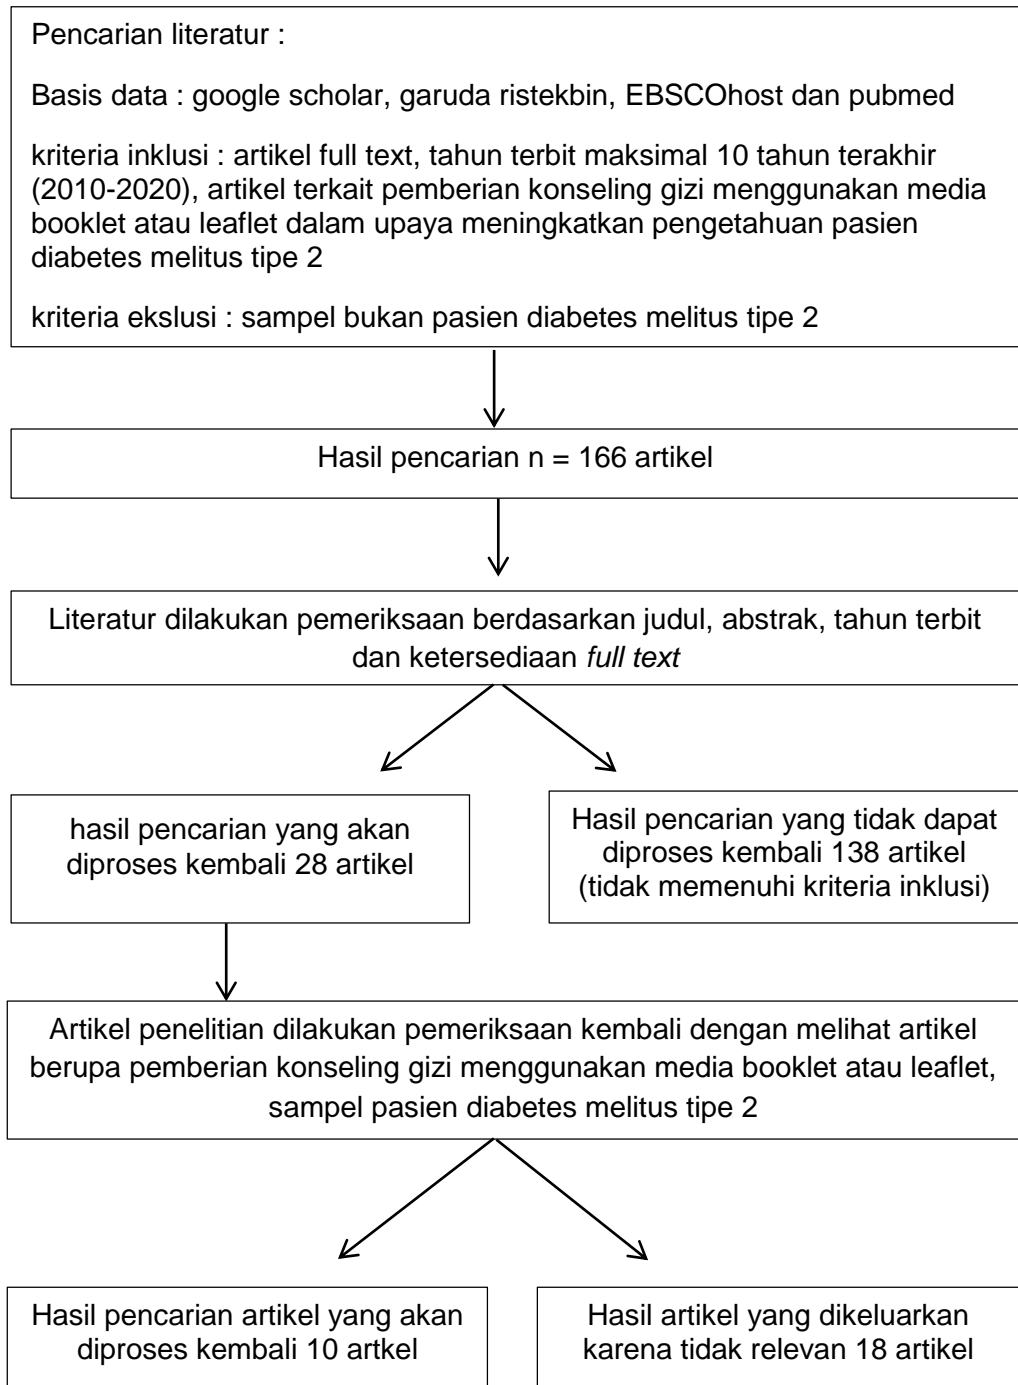 Pencarian literatur :
Basis data : google scholar, garuda ristekbin, EBSCOhost dan pubmed
kriteria inklusi : artikel full text, tahun terbit maksimal 10 tahun terakhir
(2010-2020), artikel terkait pemberian konseling gizi menggunakan media
booklet atau leaflet dalam upaya meningkatkan pengetahuan pasien
diabetes melitus tipe 2
kriteria ekslusi : sampel bukan pasien diabetes melitus tipe 2
Hasil pencarian n = 166 artikel
Literatur dilakukan pemeriksaan berdasarkan judul, abstrak, tahun terbit
dan ketersediaan full text
hasil pencarian yang akan
diproses kembali 28 artikel
Hasil pencarian yang tidak dapat
diproses kembali 138 artikel
(tidak memenuhi kriteria inklusi)
Artikel penelitian dilakukan pemeriksaan kembali dengan melihat artikel
berupa pemberian konseling gizi menggunakan media booklet atau leaflet,
sampel pasien diabetes melitus tipe 2
Hasil pencarian artikel yang akan
diproses kembali 10 artkel
Hasil artikel yang dikeluarkan
karena tidak relevan 18 artikel